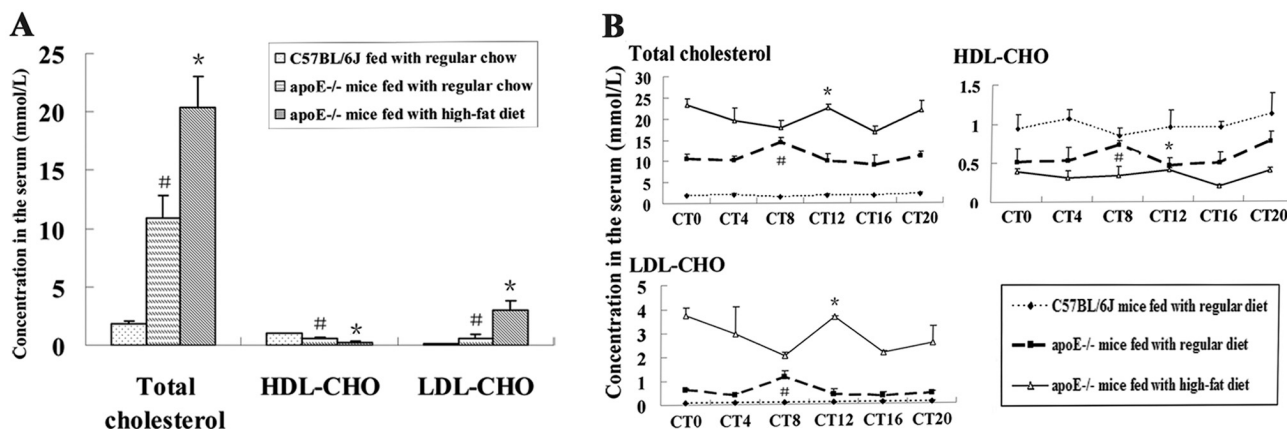 A
Concentration in the serum (mmol/L)
25
20
15
10
5
0
C57BL/6J fed with regular chow
apoE-/- mice fed with regular chow
apoE-/- mice fed with high-fat diet
#
*
#
*
#
*
Total
cholesterol
HDL-CHO
LDL-CHO
B
Concentration in the serum (mmol/L)
Total cholesterol
30
25
20
15
10
5
0
*
#
CT0 CT4 CT8 CT12 CT16 CT20
HDL-CHO
1.5
1
0.5
0
#
*
CT0 CT4 CT8 CT12 CT16 CT20
LDL-CHO
5
4
3
2
1
0
*
#
CT0 CT4 CT8 CT12 CT16 CT20
C57BL/6J mice fed with regular diet
apoE-/- mice fed with regular diet
apoE-/- mice fed with high-fat diet